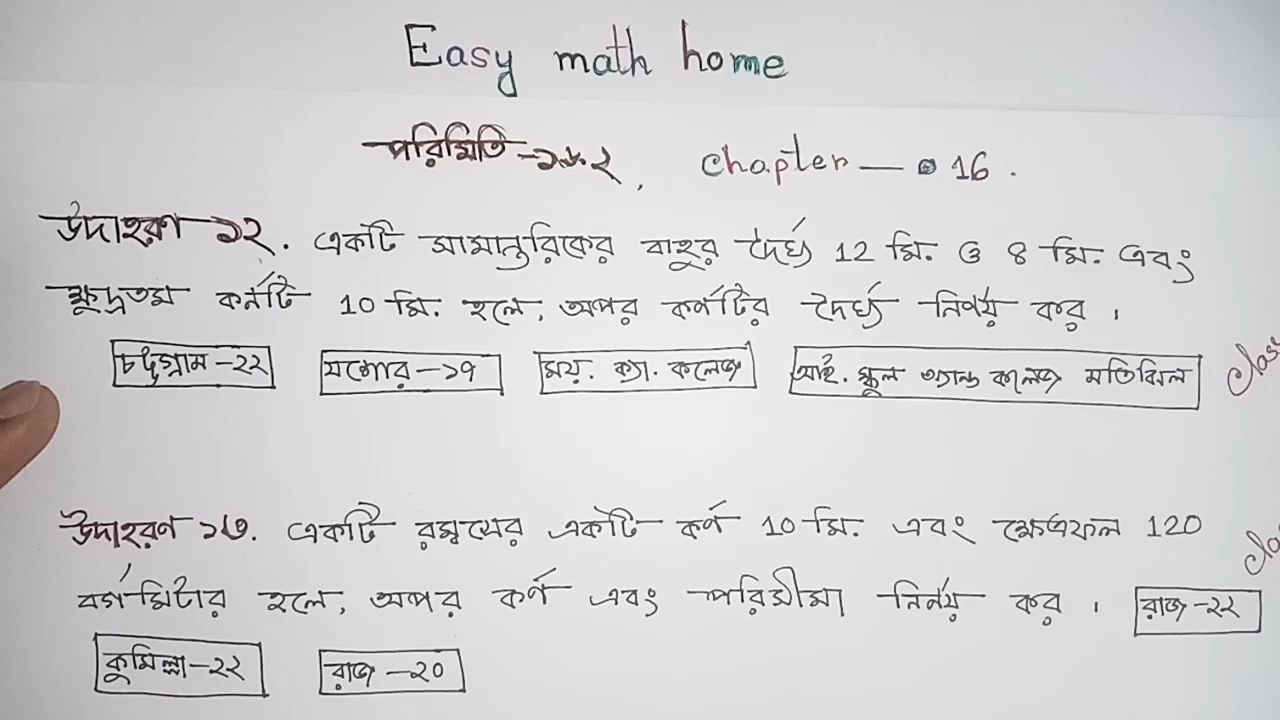 Easy math home
পরিমিতি - ১৬.২, chapter — 16.
উদাহরণ ১২. একটি সামান্তরিকের বাহুর দৈর্ঘ্য 12 মি. ও 8 মি. এবং
ক্ষুদ্রতম কর্নটি 10 মি. হলে, অপর কর্ণটির দৈর্ঘ্য নির্ণয় কর।
চট্টগ্রাম - ২২ যশোর - ১৭ ময়. ক্যা. কলেজ আই. স্কুল অ্যান্ড কলেজ মতিঝিল
উদাহরণ ১৩. একটি রম্বসের একটি কর্ণ 10 মি. এবং ক্ষেত্রফল 120
বর্গমিটার হলে, অপর কর্ণ এবং পরিসীমা নির্ণয় কর। রাজ - ২২
কুমিল্লা - ২২ রাজ - ২০